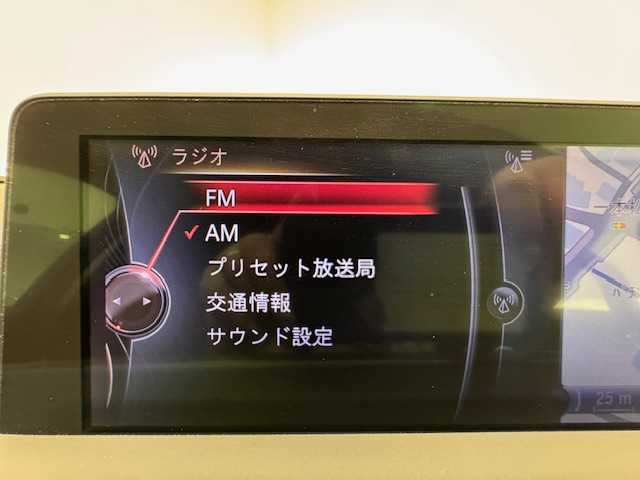 ラジオ
FM
✓ AM
プリセット放送局
交通情報
サウンド設定
25 m